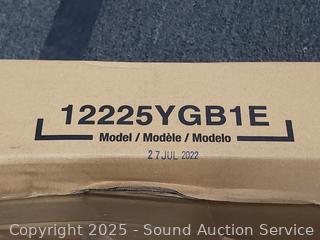 12225YGB1E
Model / Modèle / Modelo
27 JUL 2022
Copyright © 2025 - Sound Auction Service